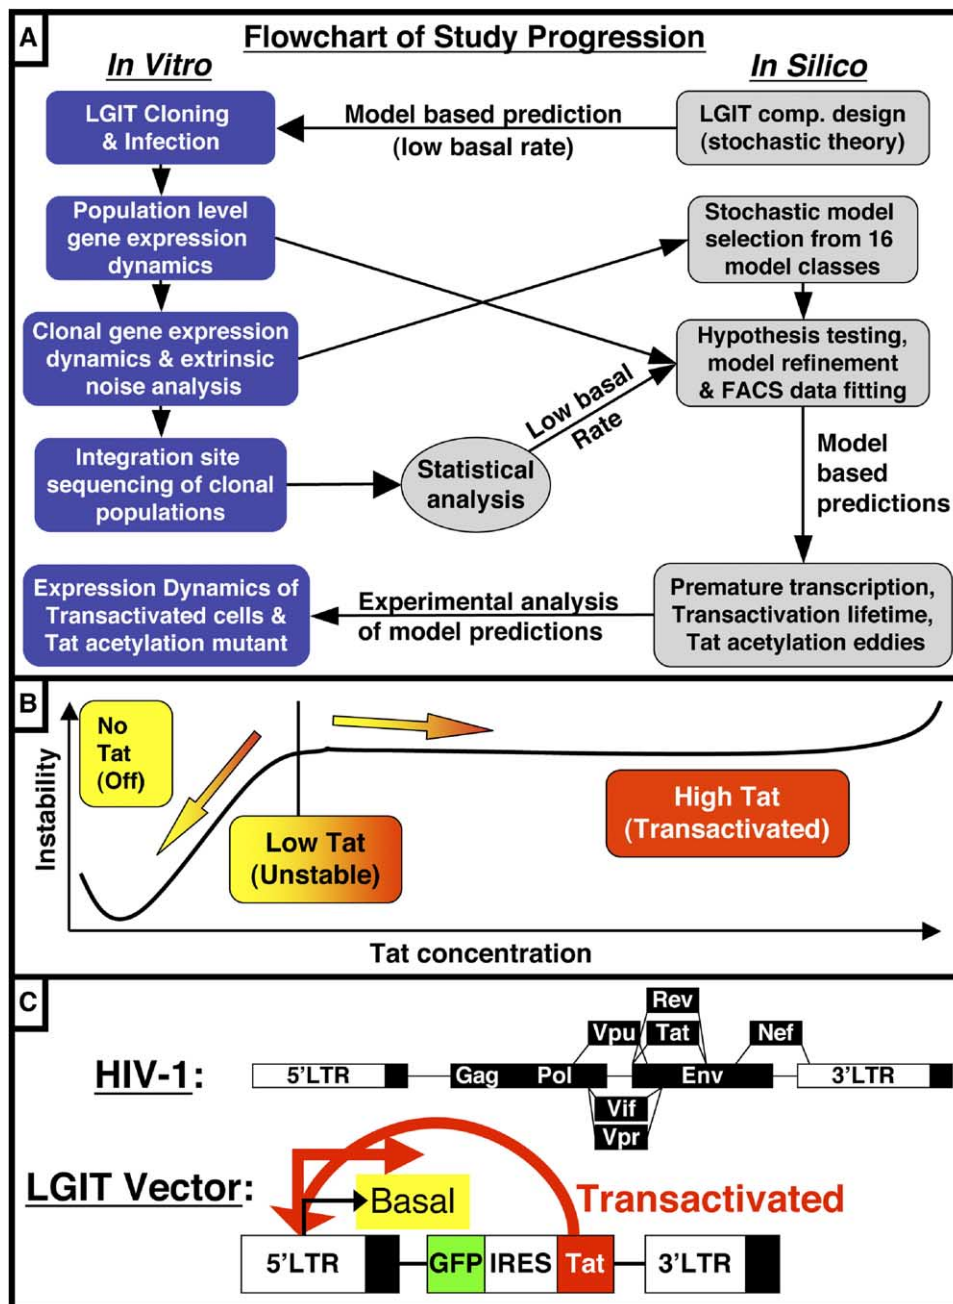 A
Flowchart of Study Progression
In Vitro
In Silico
LGIT Cloning
& Infection
Model based prediction
(low basal rate)
LGIT comp. design
(stochastic theory)
Population level
gene expression
dynamics
Stochastic model
selection from 16
model classes
Clonal gene expression
dynamics & extrinsic
noise analysis
Hypothesis testing,
model refinement
& FACS data fitting
Low basal
Rate
Integration site
sequencing of clonal
populations
Statistical
analysis
Model
based
predictions
Expression Dynamics of
Transactivated cells &
Tat acetylation mutant
Experimental analysis
of model predictions
Premature transcription,
Transactivation lifetime,
Tat acetylation eddies
B
Instability
No
Tat
(Off)
Low Tat
(Unstable)
High Tat
(Transactivated)
Tat concentration
C
HIV-1:
Rev
Vpu
Tat
Nef
5'LTR
Gag
Pol
Env
3'LTR
Vif
Vpr
LGIT Vector:
Basal
Transactivated
5'LTR
GFP
IRES
Tat
3'LTR